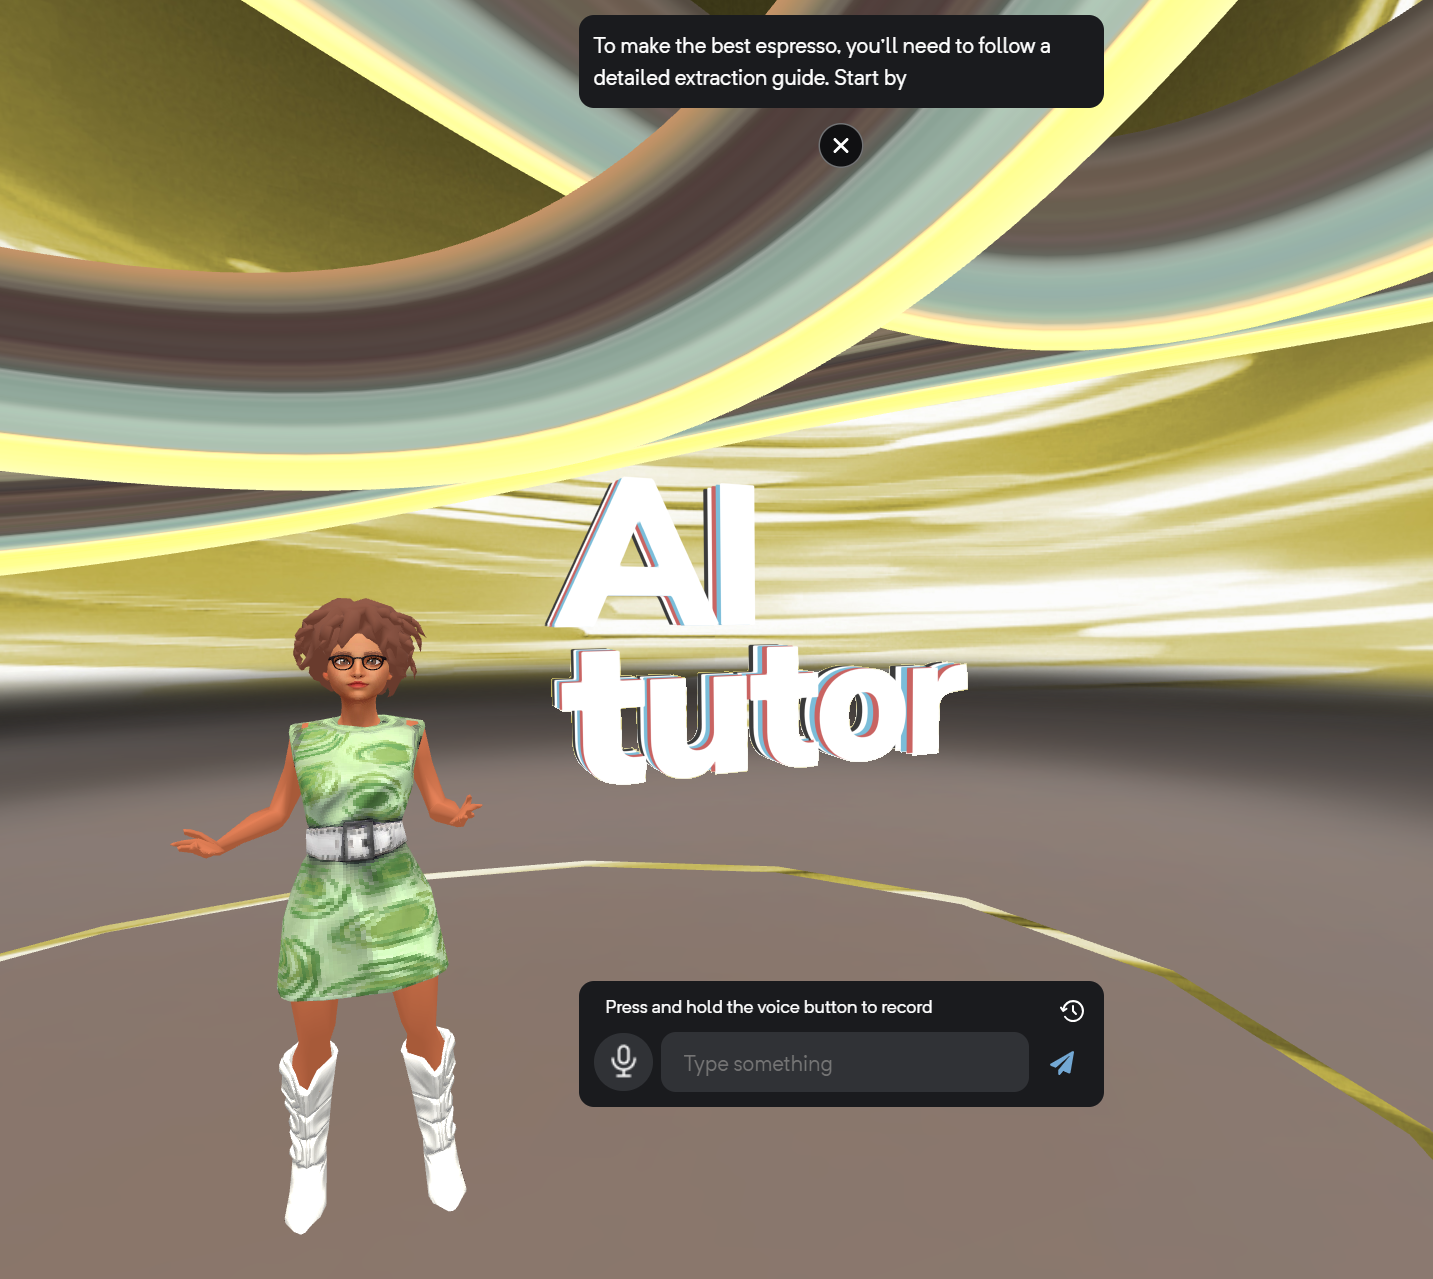 To make the best espresso, you'll need to follow a
detailed extraction guide. Start by
AI
tutor
Press and hold the voice button to record
Type something